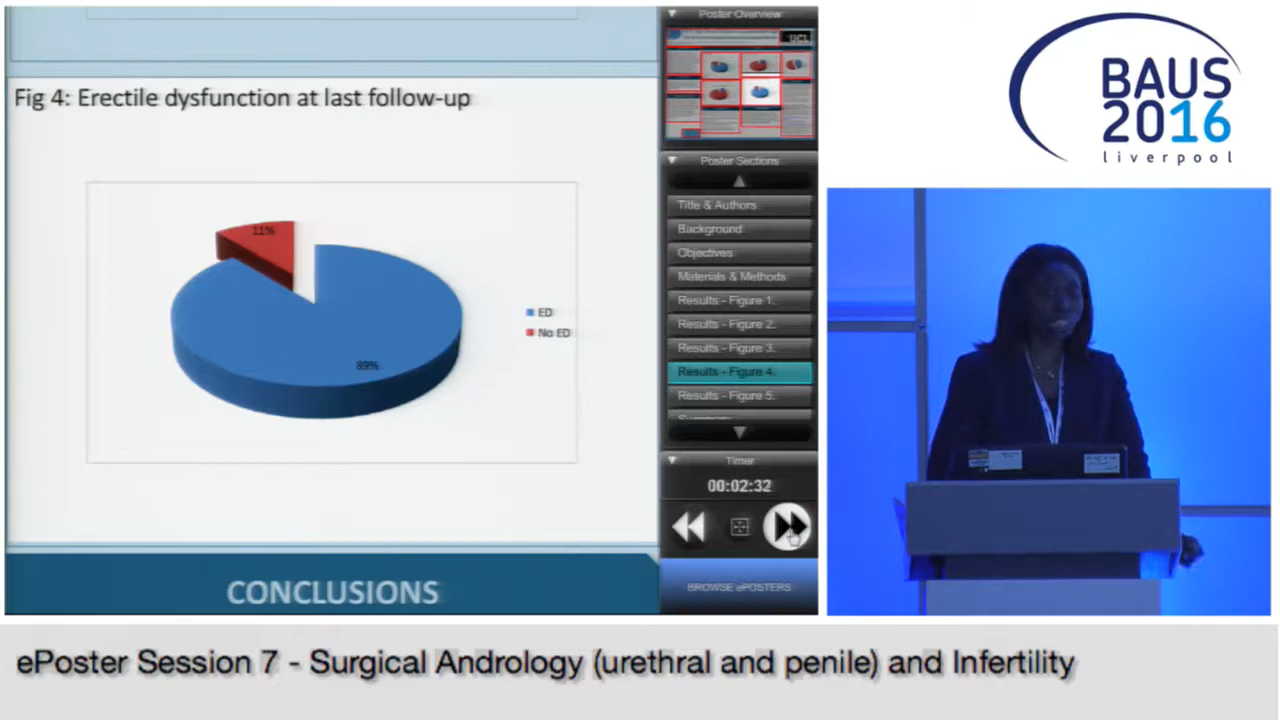 Fig 4: Erectile dysfunction at last follow-up
11%
89%
ED
No ED
CONCLUSIONS
Poster Overview
UCL
Poster Sections
Title & Authors
Background
Objectives
Materials & Methods
Results - Figure 1.
Results - Figure 2.
Results - Figure 3.
Results - Figure 4.
Results - Figure 5.
Summary
Timer
00:02:32
BROWSE ePOSTERS
BAUS
2016
liverpool
ePoster Session 7 - Surgical Andrology (urethral and penile) and Infertility